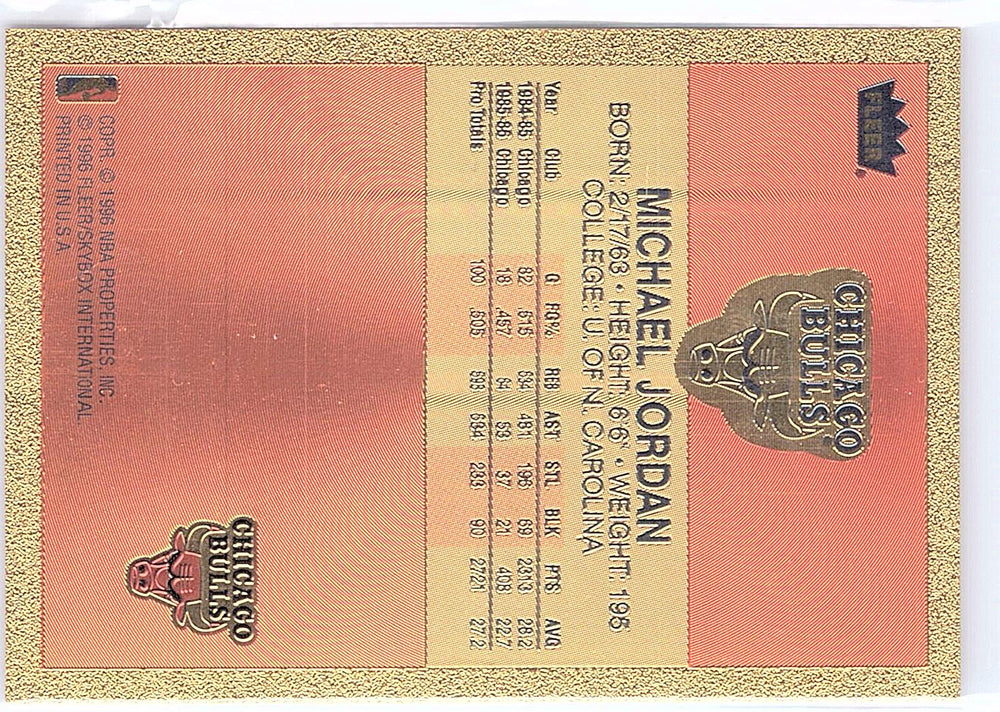 FLEER
CHICAGO
BULLS
MICHAEL JORDAN
BORN: 2/17/63 • HEIGHT: 6'6" • WEIGHT: 195
COLLEGE: U. OF N. CAROLINA
Year Club G FG% REB AST STL BLK PTS AVG
1984-85 Chicago 82 .515 534 481 196 69 2313 28.2
1985-86 Chicago 18 .457 64 53 37 21 408 22.7
Pro Totals 100 .505 598 534 233 90 2721 27.2
CHICAGO
BULLS
COPR. © 1996 NBA PROPERTIES INC.
© 1996 FLEER/SKYBOX INTERNATIONAL
PRINTED IN U.S.A